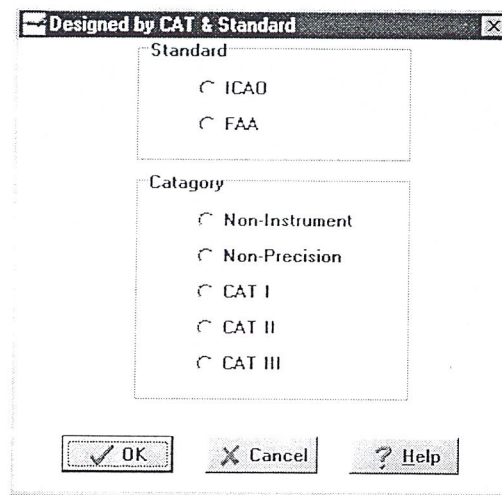 Designed by CAT & Standard
Standard
ICAO
FAA
Catagory
Non-Instrument
Non-Precision
CAT I
CAT II
CAT III
OK
Cancel
Help